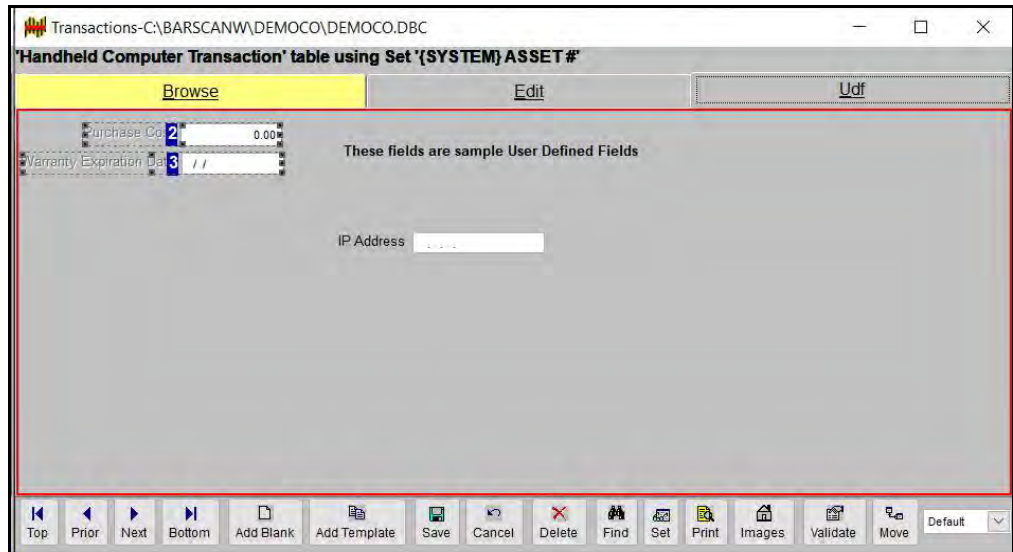 Transactions-C:\BARSCANW\DEMOCO\DEMOCO.DBC
'Handheld Computer Transaction' table using Set '{SYSTEM} ASSET #'
Browse Edit Udf
Purchase Co 2 0.00
Warranty Expiration Dat 3 / /
These fields are sample User Defined Fields
IP Address . . .
Top Prior Next Bottom Add Blank Add Template Save Cancel Delete Find Set Print Images Validate Move Default